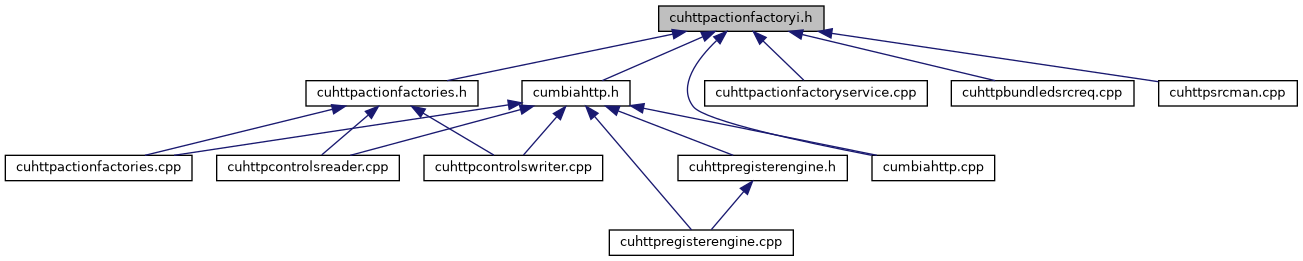 cuhttpactionfactoryi.h
cuhttpactionfactories.h
cumbiahttp.h
cuhttpactionfactoryservice.cpp
cuhttpbundledsrcreq.cpp
cuhttpsrcman.cpp
cuhttpactionfactories.cpp
cuhttpcontrolsreader.cpp
cuhttpcontrolswriter.cpp
cuhttpregisterengine.h
cumbiahttp.cpp
cuhttpregisterengine.cpp